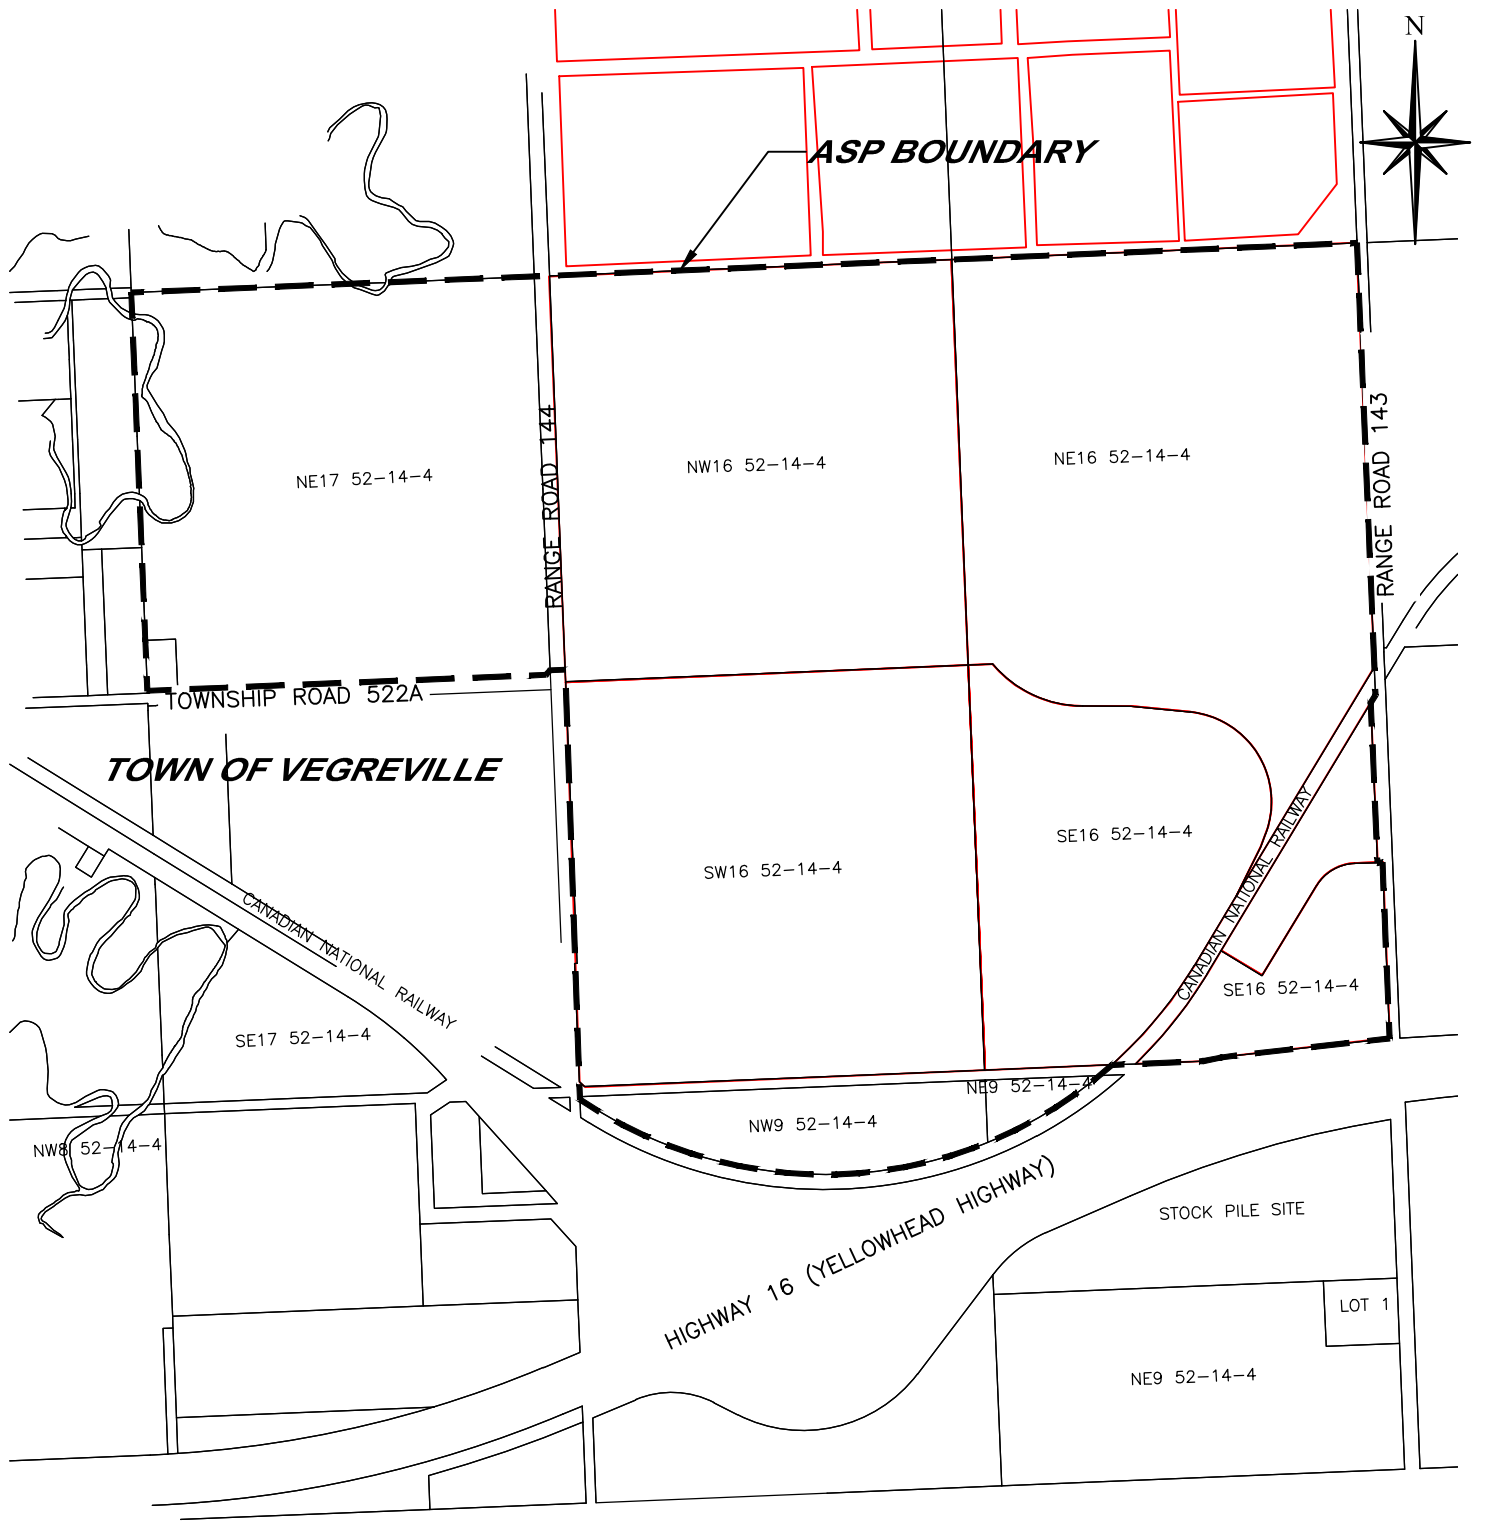 N
ASP BOUNDARY
NE17 52-14-4
RANGE ROAD 144
NW16 52-14-4
NE16 52-14-4
RANGE ROAD 143
TOWNSHIP ROAD 522A
TOWN OF VEGREVILLE
CANADIAN NATIONAL RAILWAY
SW16 52-14-4
SE16 52-14-4
CANADIAN NATIONAL RAILWAY
SE16 52-14-4
SE17 52-14-4
NE9 52-14-4
NW9 52-14-4
NW8 52-14-4
HIGHWAY 16 (YELLOWHEAD HIGHWAY)
STOCK PILE SITE
LOT 1
NE9 52-14-4